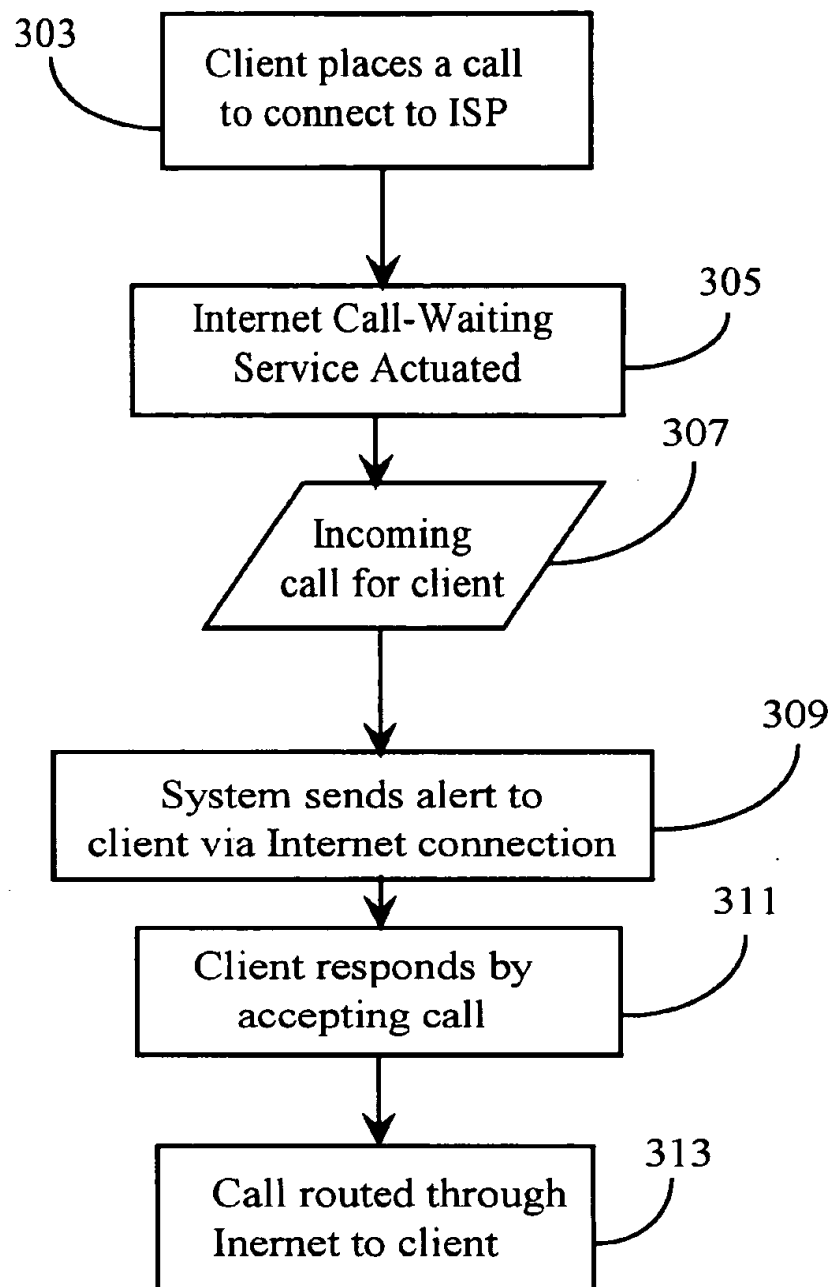 303
Client places a call
to connect to ISP
305
Internet Call-Waiting
Service Actuated
307
Incoming
call for client
309
System sends alert to
client via Internet connection
311
Client responds by
accepting call
313
Call routed through
Inernet to client